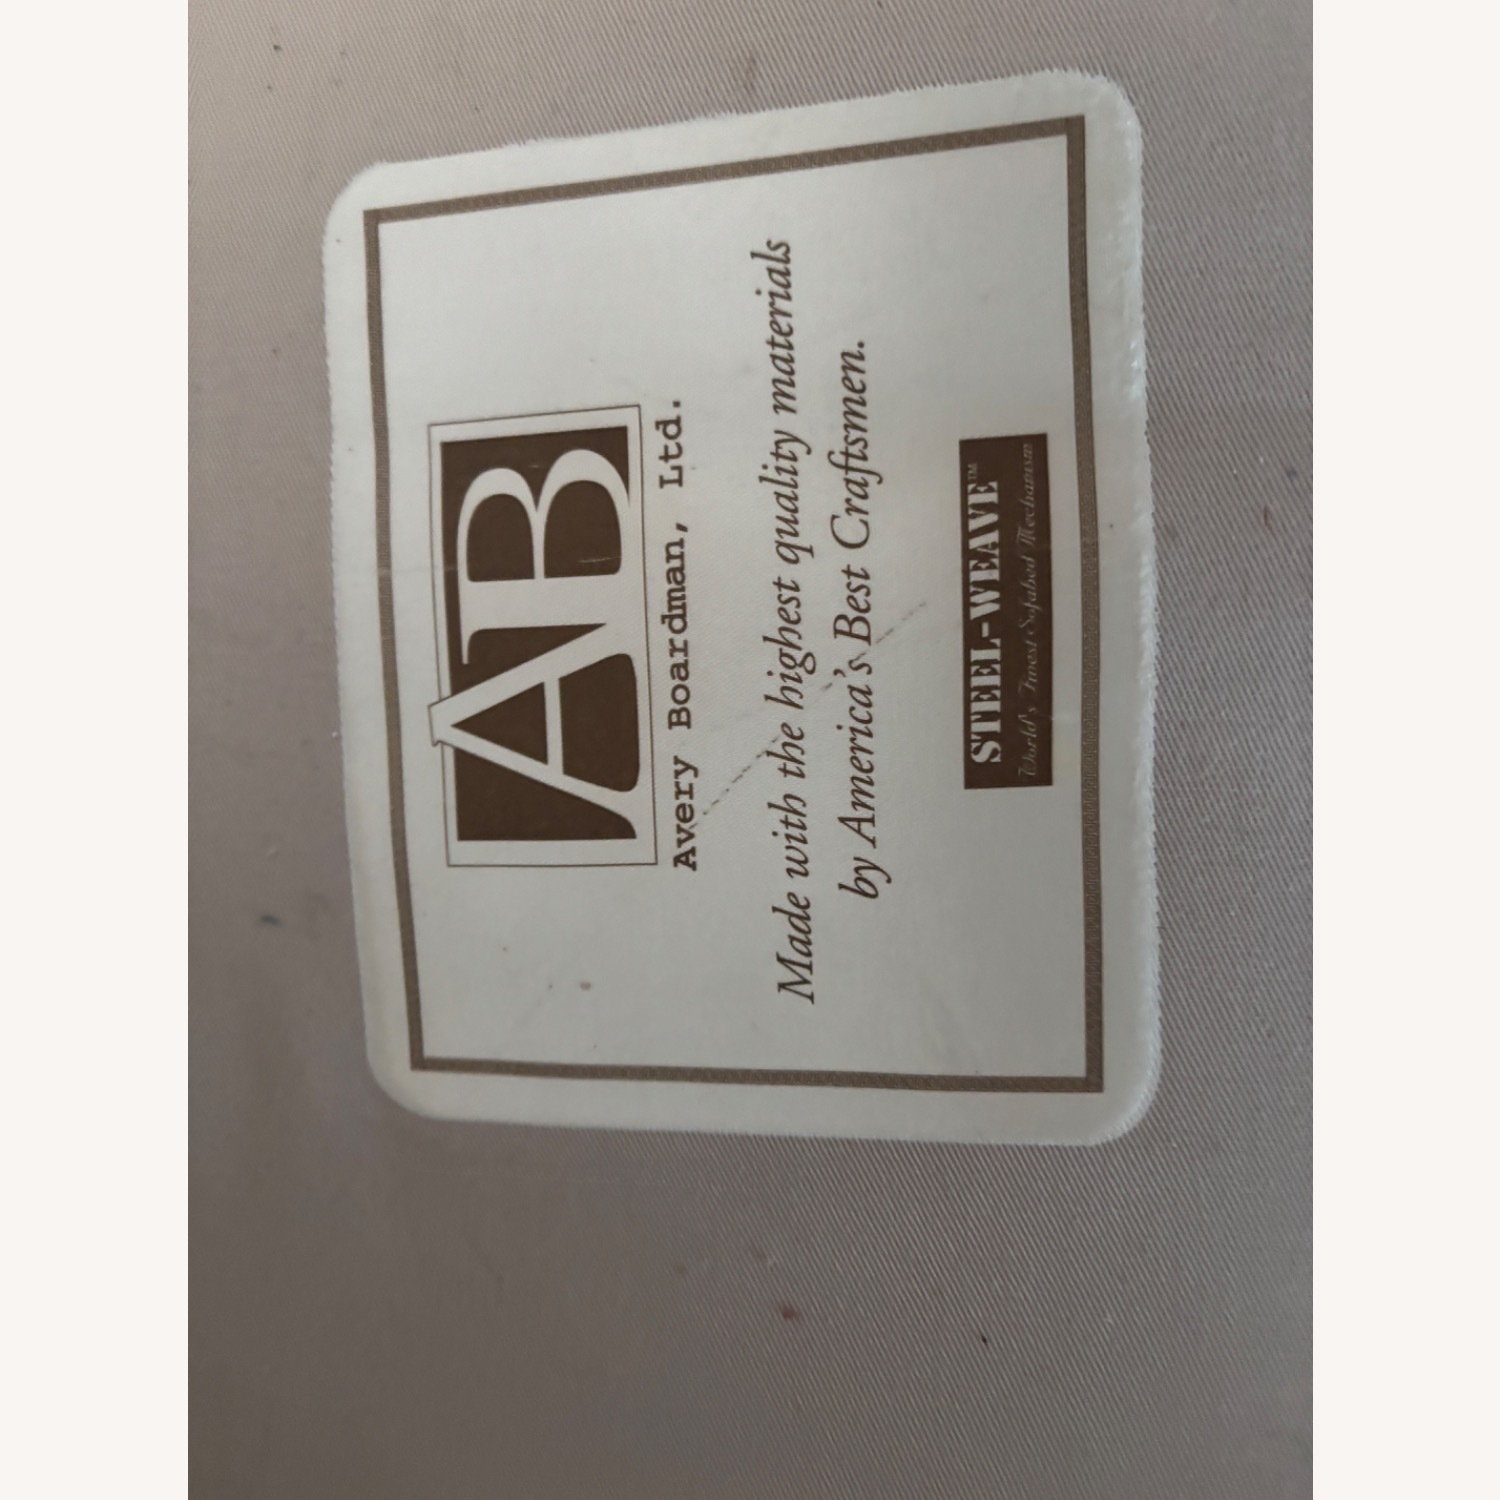 AB
Avery Boardman, Ltd.
Made with the highest quality materials
by America's Best Craftsmen.
STEEL-WEAVE™
World's Finest Sofabed Mechanism